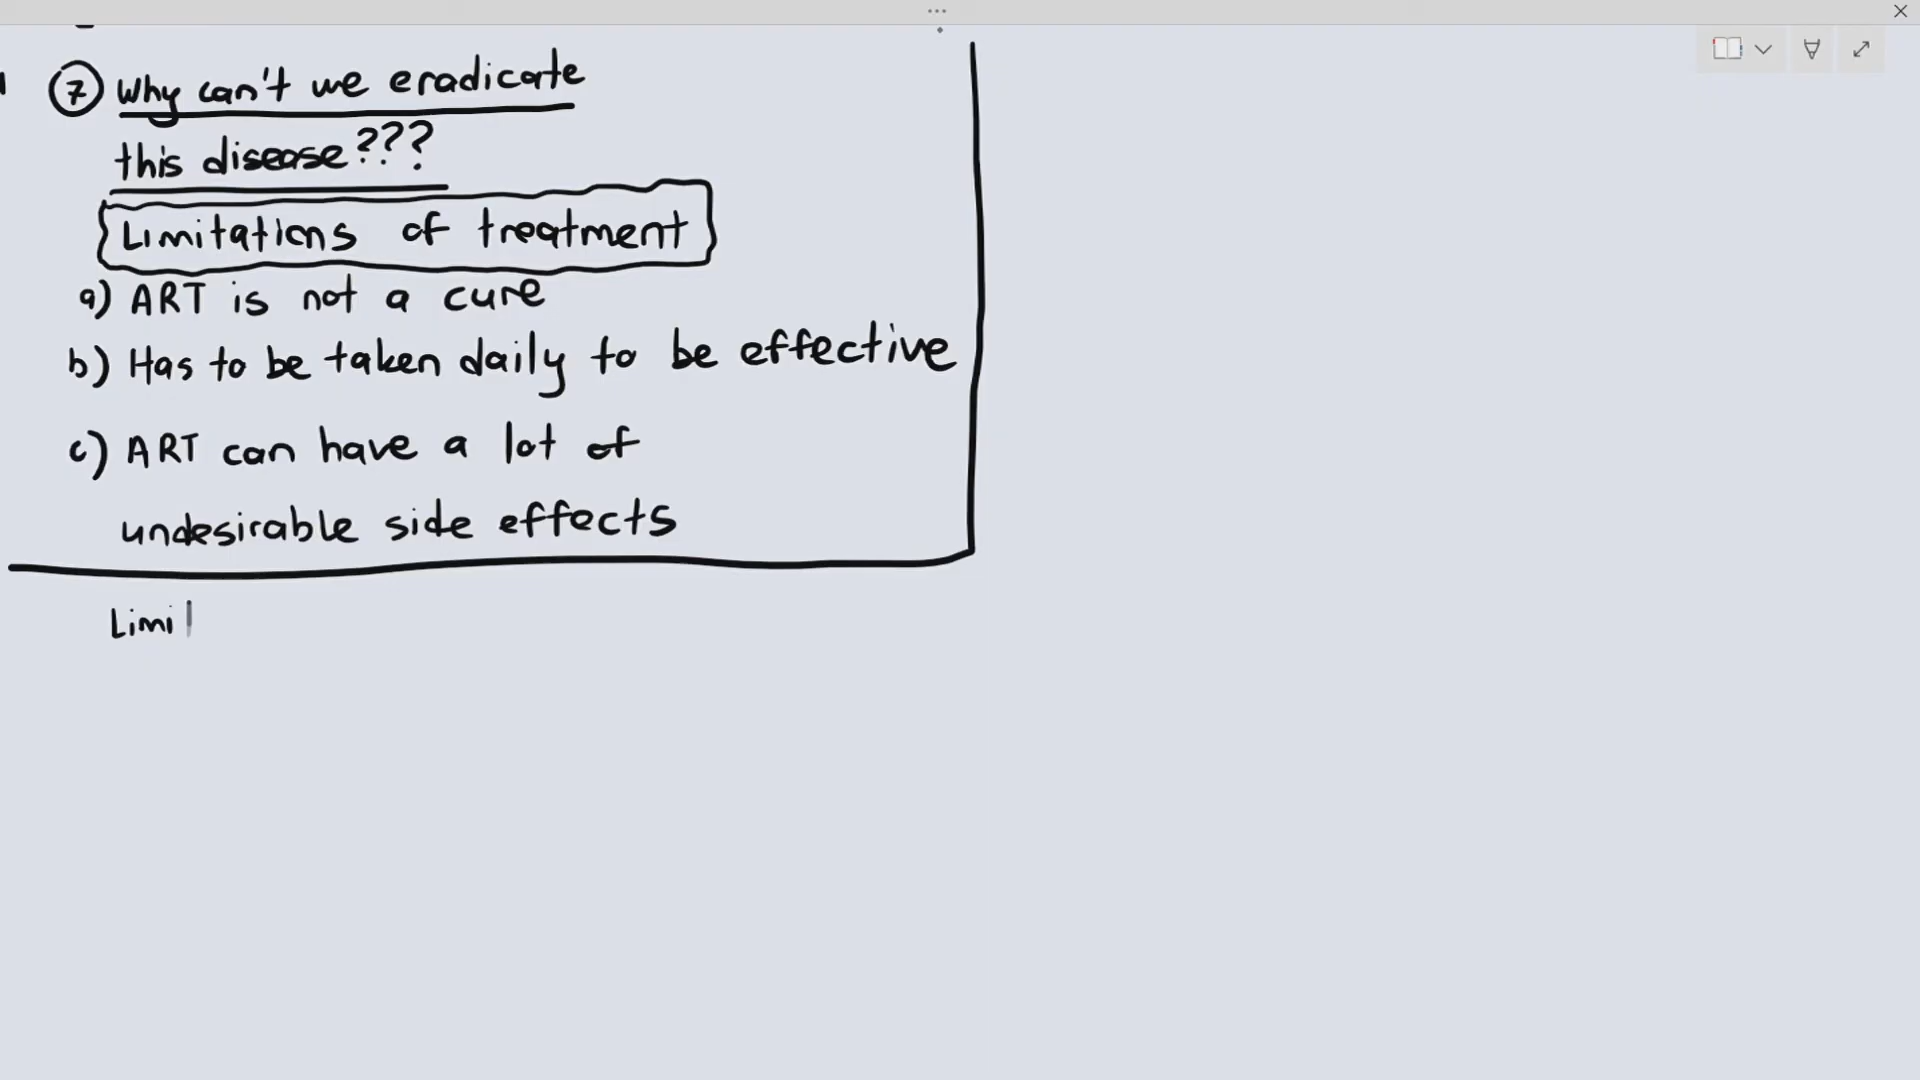 7 Why can't we eradicate
this disease???
Limitations of treatment
a) ART is not a cure
b) Has to be taken daily to be effective
c) ART can have a lot of
undesirable side effects
Limi